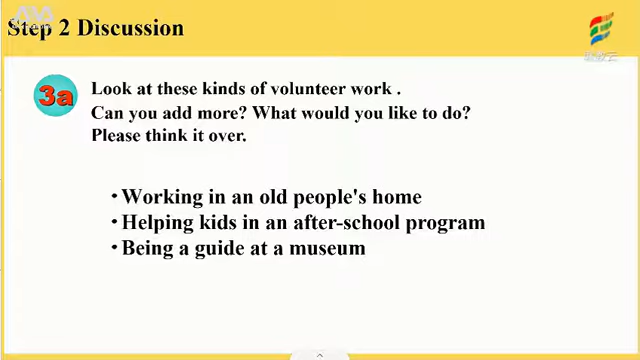 Step 2 Discussion
3a
Look at these kinds of volunteer work .
Can you add more? What would you like to do?
Please think it over.
•Working in an old people's home
•Helping kids in an after-school program
•Being a guide at a museum